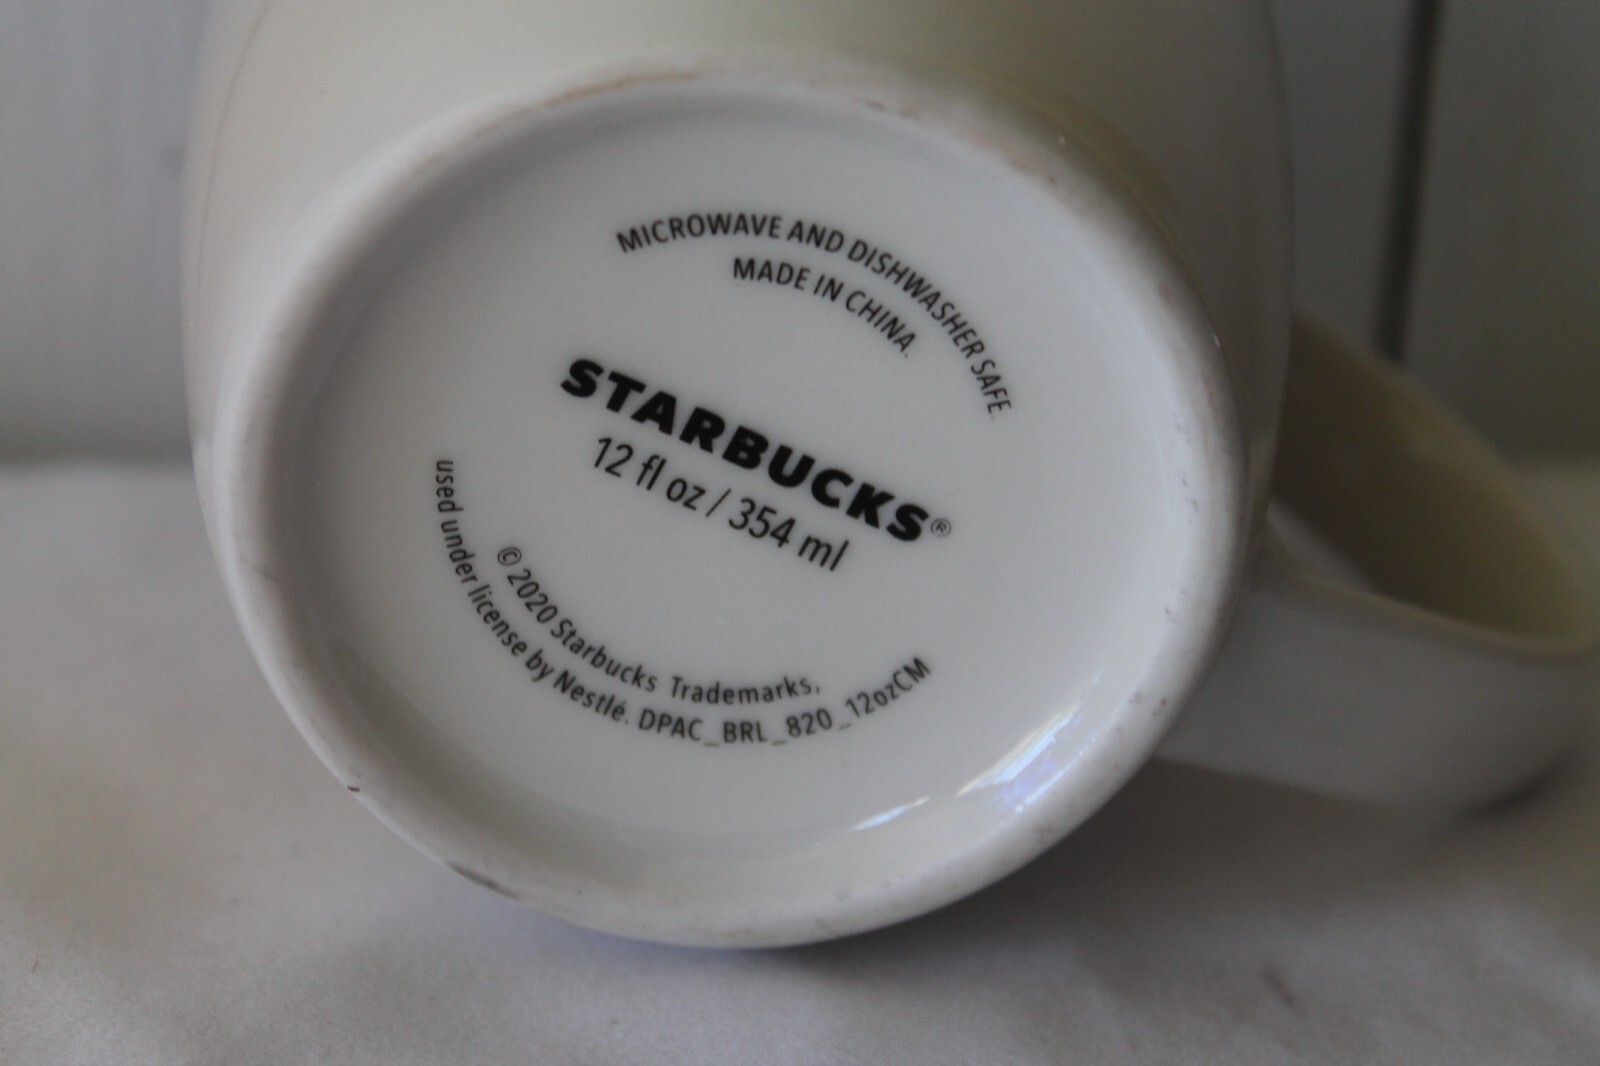 MICROWAVE AND DISHWASHER SAFE.
MADE IN CHINA.
STARBUCKS®
12 fl oz / 354 ml
© 2020 Starbucks Trademarks,
used under license by Nestlé. DPAC_BRL_820_12ozCM